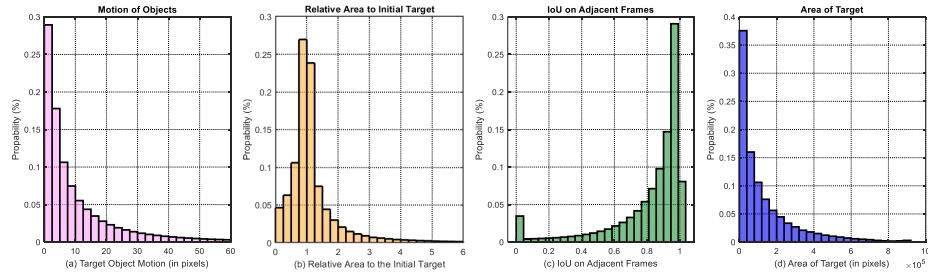 Motion of Objects
Propability (%)
0.3
0.25
0.2
0.15
0.1
0.05
0
0 10 20 30 40 50 60
(a) Target Object Motion (in pixels)
Relative Area to Initial Target
Propability (%)
0.3
0.25
0.2
0.15
0.1
0.05
0
0 1 2 3 4 5 6
(b) Relative Area to the Initial Target
IoU on Adjacent Frames
Propability (%)
0.3
0.25
0.2
0.15
0.1
0.05
0
0 0.2 0.4 0.6 0.8 1
(c) IoU on Adjacent Frames
Area of Target
Propability (%)
0.4
0.35
0.3
0.25
0.2
0.15
0.1
0.05
0
2 4 6 8 10
× 10⁵
(d) Area of Target (in pixels)